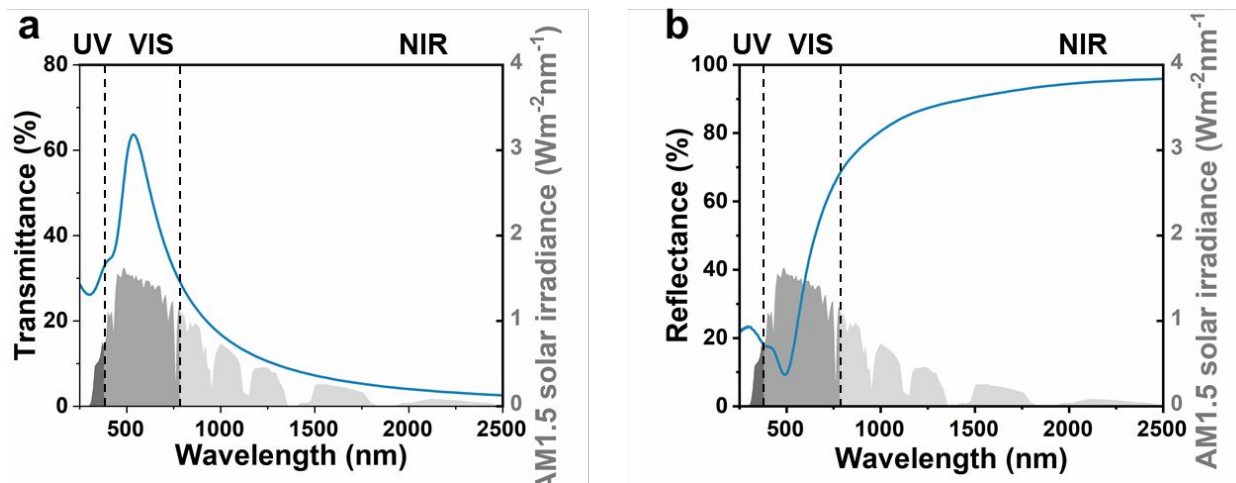 a
UV VIS NIR
80
60
40
20
0
Transmittance (%)
4
3
2
1
0
AM1.5 solar irradiance (Wm⁻²nm⁻¹)
500 1000 1500 2000 2500
Wavelength (nm)
b
UV VIS NIR
100
80
60
40
20
0
Reflectance (%)
4
3
2
1
0
AM1.5 solar irradiance (Wm⁻²nm⁻¹)
500 1000 1500 2000 2500
Wavelength (nm)